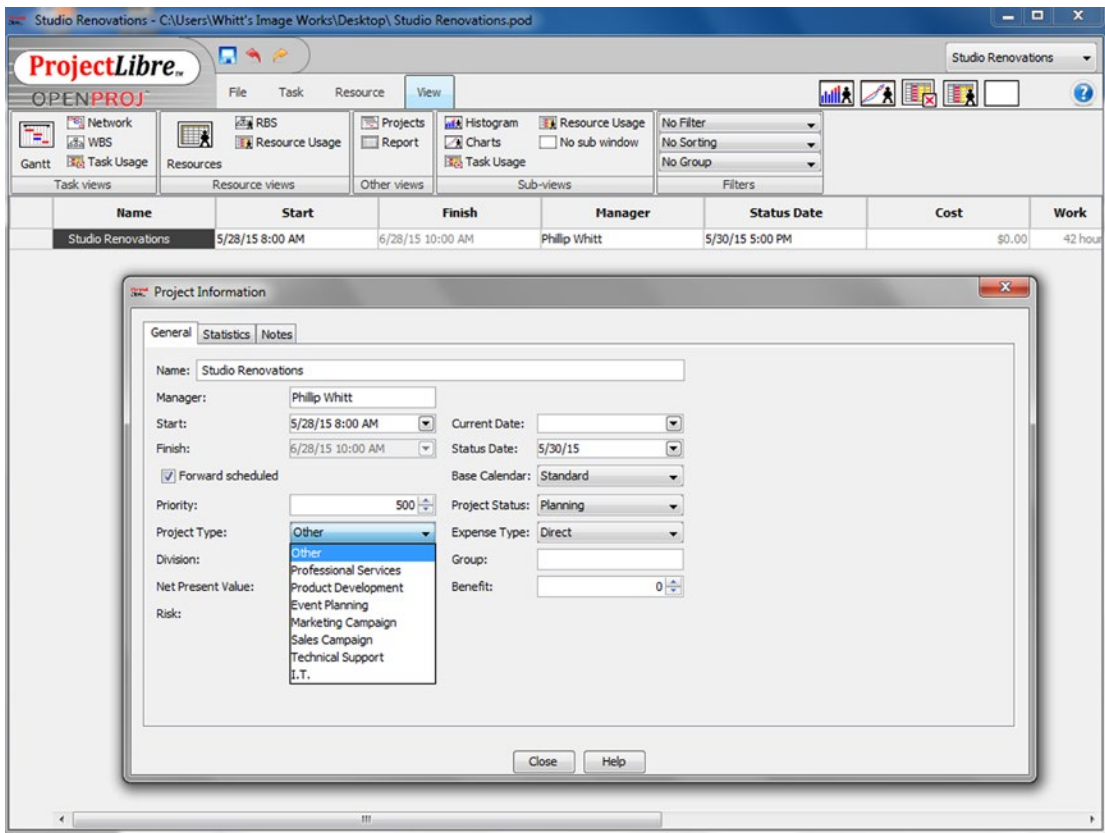 Studio Renovations - C:\Users\Whitt's Image Works\Desktop\ Studio Renovations.pod
ProjectLibre™
OPENPROJ
Studio Renovations
File Task Resource View
Network RBS Projects Histogram Resource Usage No Filter
WBS Resource Usage Report Charts No sub window No Sorting
Gantt Task Usage Resources Task Usage No Group
Task views Resource views Other views Sub-views Filters
Name Start Finish Manager Status Date Cost Work
Studio Renovations 5/28/15 8:00 AM 6/28/15 10:00 AM Phillip Whitt 5/30/15 5:00 PM $0.00 42 hour
Project Information
General Statistics Notes
Name: Studio Renovations
Manager: Phillip Whitt
Start: 5/28/15 8:00 AM Current Date:
Finish: 6/28/15 10:00 AM Status Date: 5/30/15
Forward scheduled Base Calendar: Standard
Priority: 500 Project Status: Planning
Project Type: Other Expense Type: Direct
Other
Division: Group:
Professional Services
Net Present Value: Product Development Benefit: 0
Event Planning
Risk:
Marketing Campaign
Sales Campaign
Technical Support
I.T.
Close Help